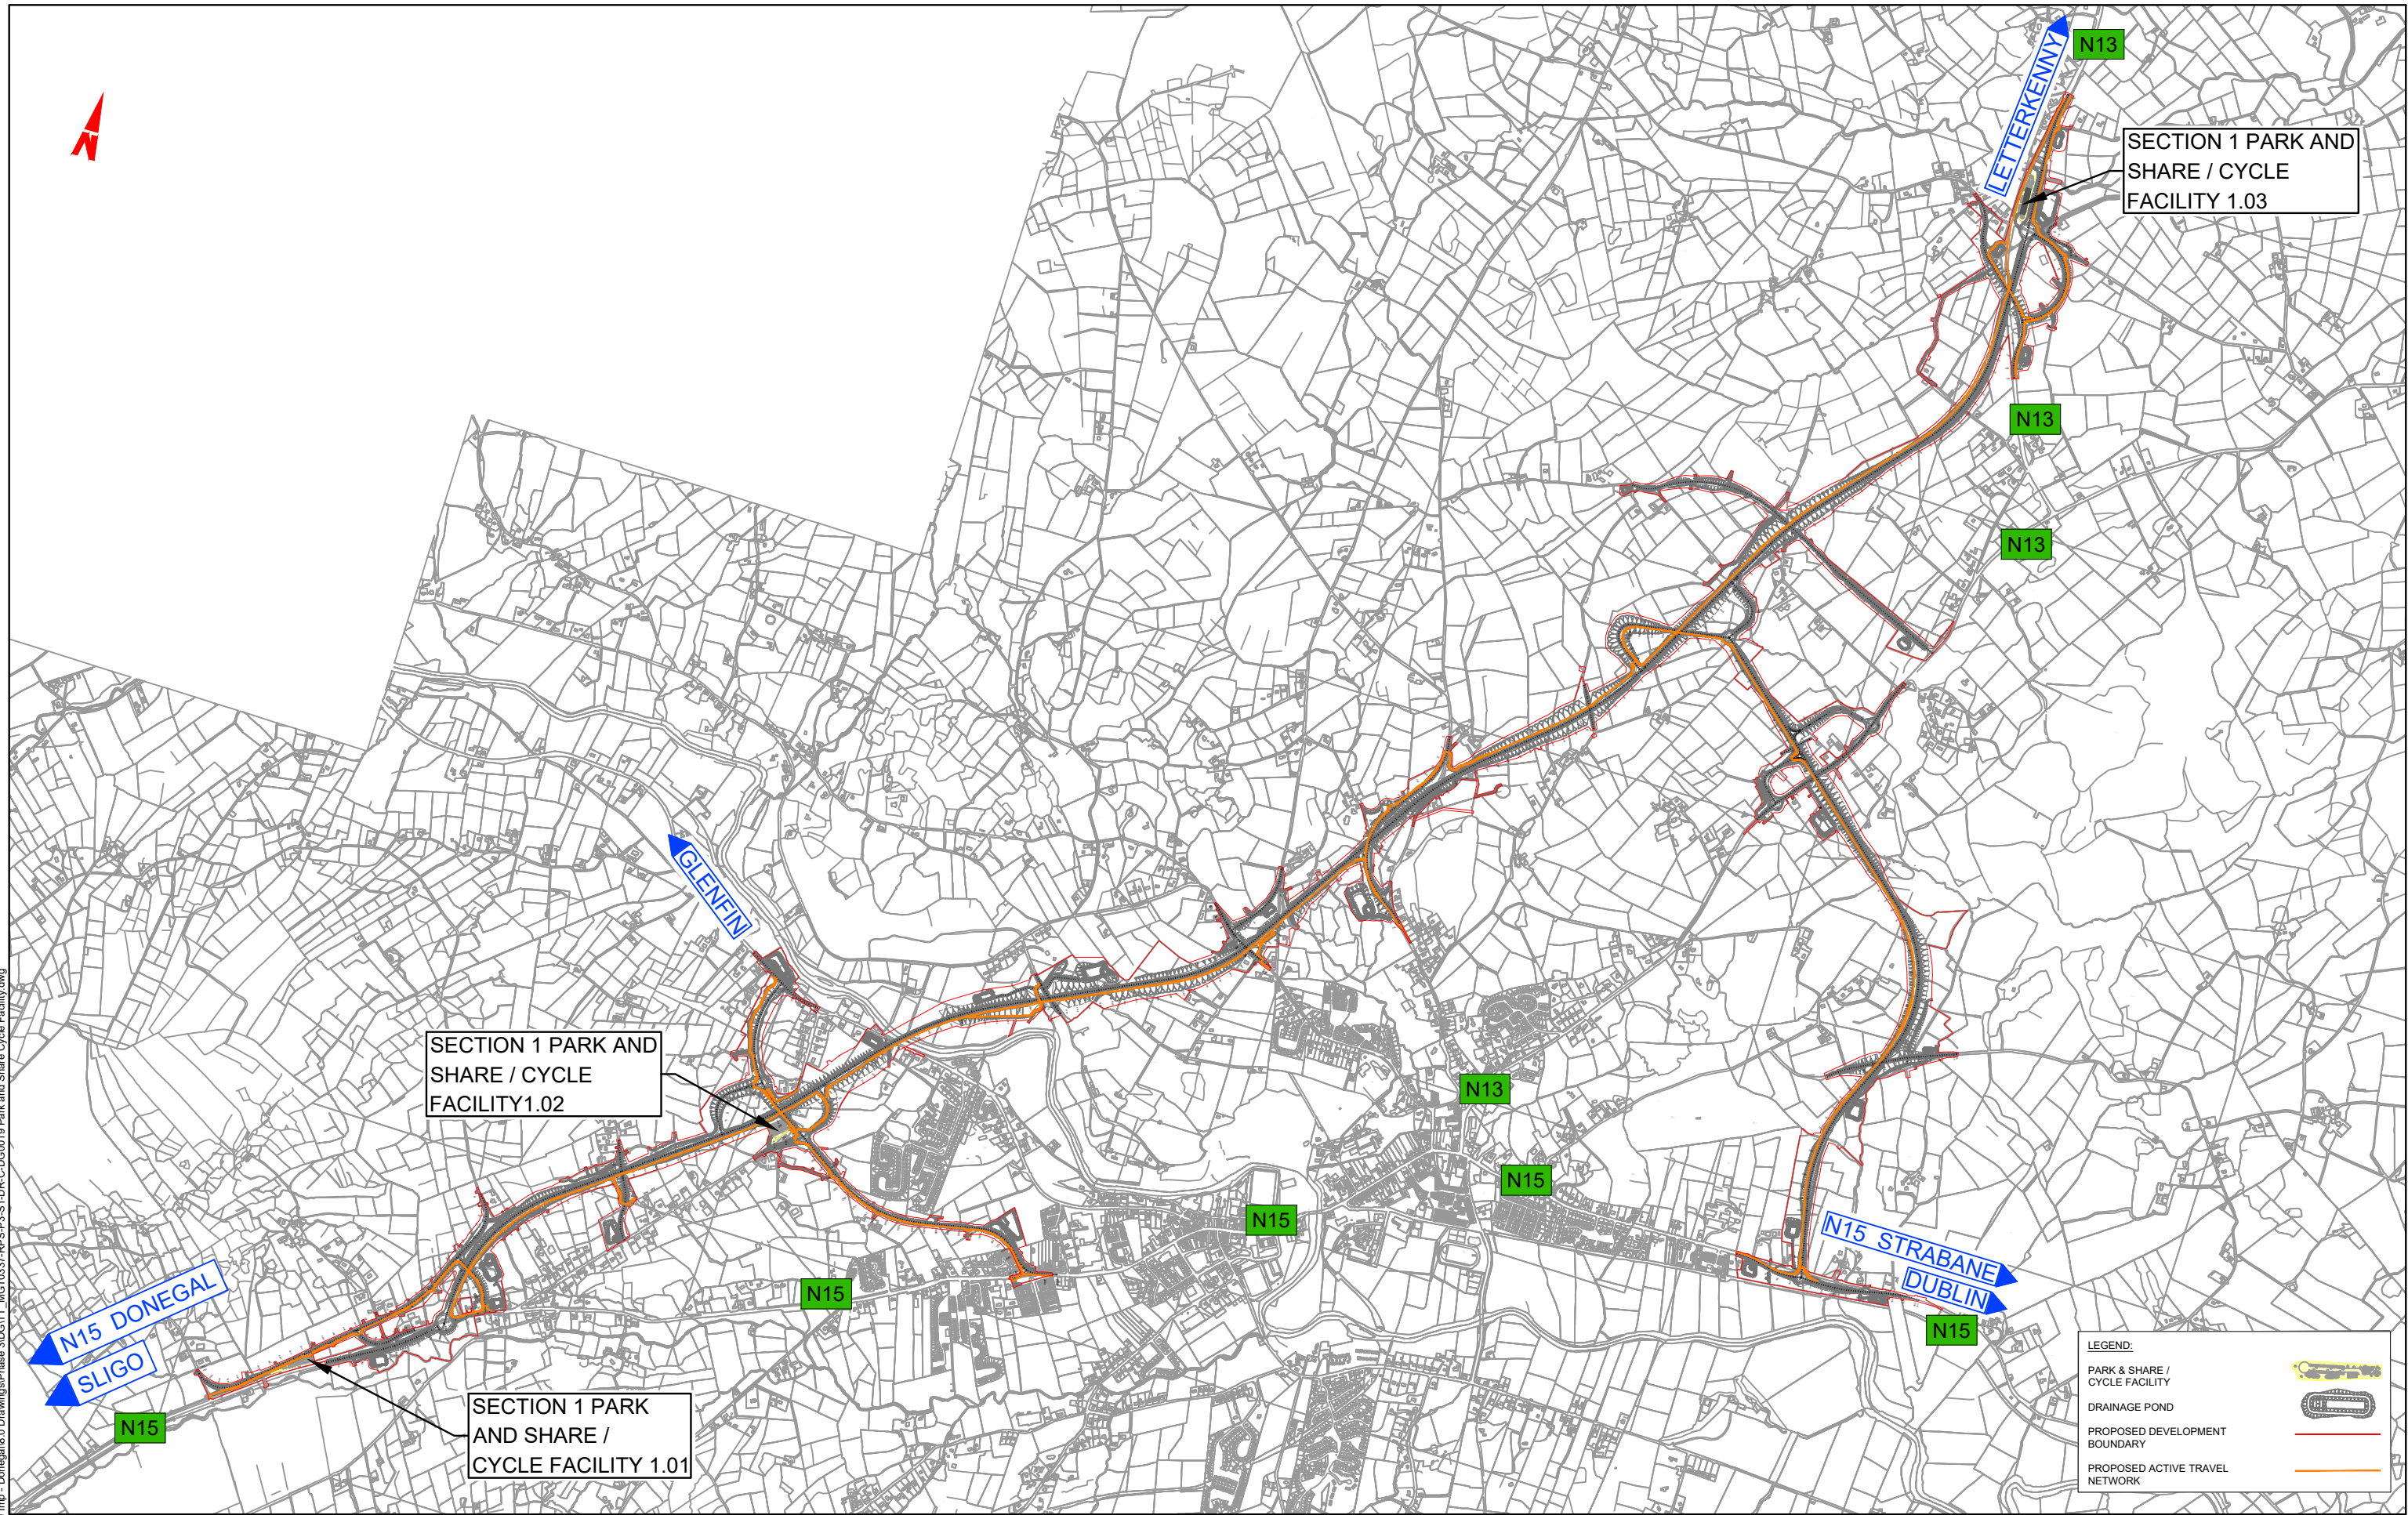 N13
LETTERKENNY
SECTION 1 PARK AND
SHARE / CYCLE
FACILITY 1.03
N
N13
N13
GLENFIN
SECTION 1 PARK AND
SHARE / CYCLE
FACILITY1.02
N13
N15
N15
N15
N15 STRABANE
DUBLIN
N15
N15 DONEGAL
SLIGO
N15
SECTION 1 PARK
AND SHARE /
CYCLE FACILITY 1.01
LEGEND:
PARK & SHARE /
CYCLE FACILITY
DRAINAGE POND
PROPOSED DEVELOPMENT
BOUNDARY
PROPOSED ACTIVE TRAVEL
NETWORK